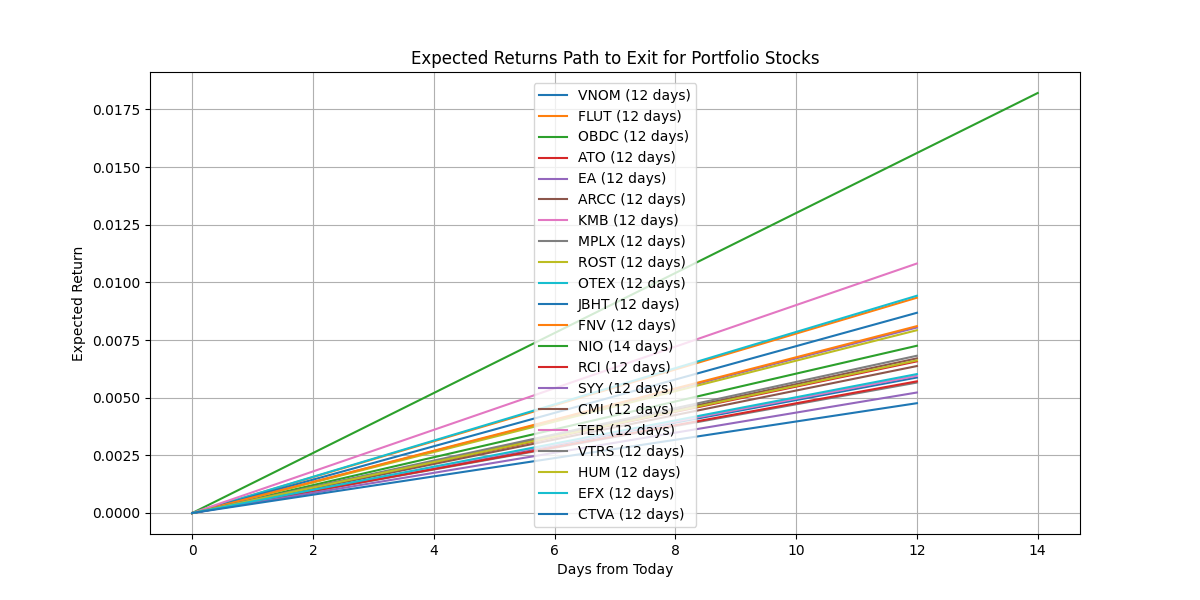 Expected Returns Path to Exit for Portfolio Stocks
Expected Return
0.0175
0.0150
0.0125
0.0100
0.0075
0.0050
0.0025
0.0000
VNOM (12 days)
FLUT (12 days)
OBDC (12 days)
ATO (12 days)
EA (12 days)
ARCC (12 days)
KMB (12 days)
MPLX (12 days)
ROST (12 days)
OTEX (12 days)
JBHT (12 days)
FNV (12 days)
NIO (14 days)
RCI (12 days)
SYY (12 days)
CMI (12 days)
TER (12 days)
VTRS (12 days)
HUM (12 days)
EFX (12 days)
CTVA (12 days)
0 2 4 6 8 10 12 14
Days from Today